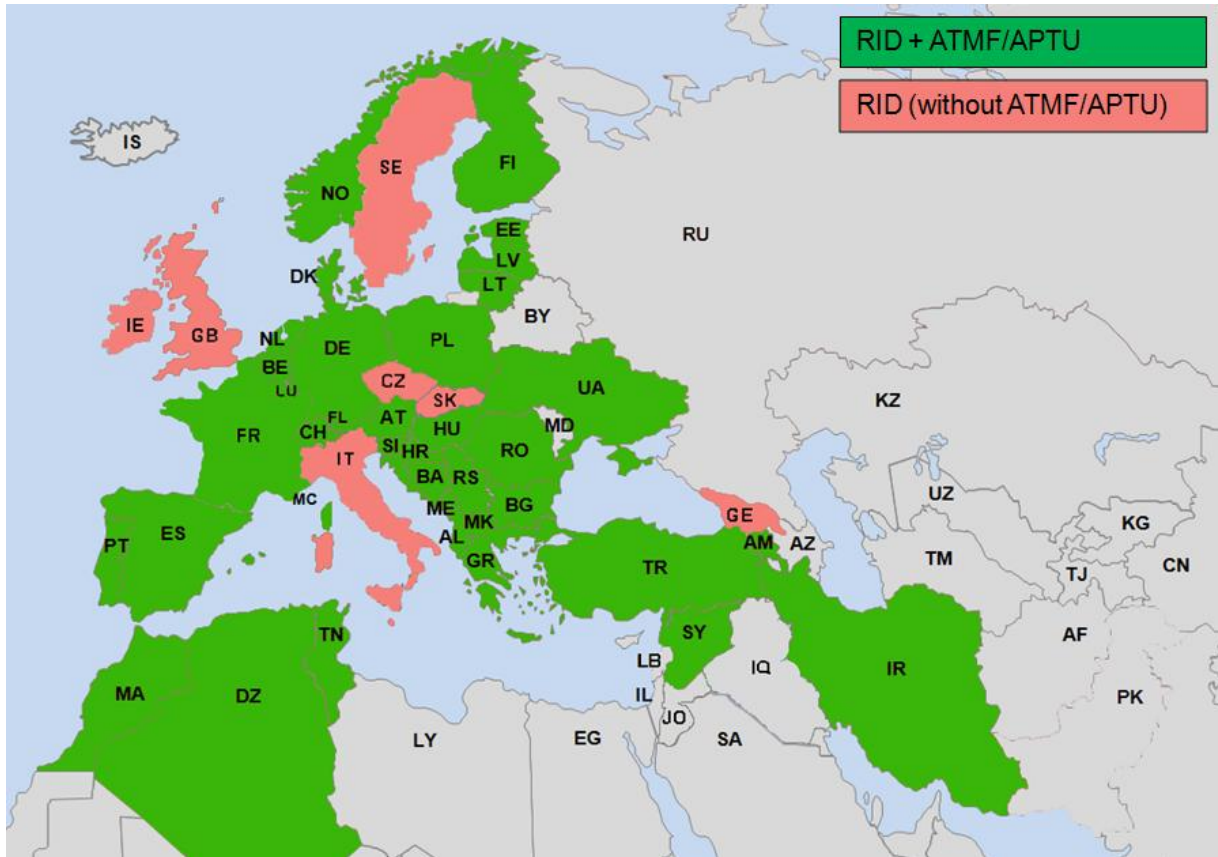 RID + ATMF/APTU
RID (without ATMF/APTU)
IS
SE
FI
NO
RU
EE
LV
DK
LT
BY
IE
GB
NL
DE
PL
BE
LU
CZ
SK
UA
KZ
FR
FL
AT
CH
HU
MD
SI
HR
RO
IT
BA
RS
MC
ME
BG
UZ
PT
ES
MK
AL
GR
GE
AM
AZ
KG
TM
TJ
CN
TR
TN
SY
AF
MA
DZ
LB
IQ
IR
IL
PK
JO
LY
EG
SA